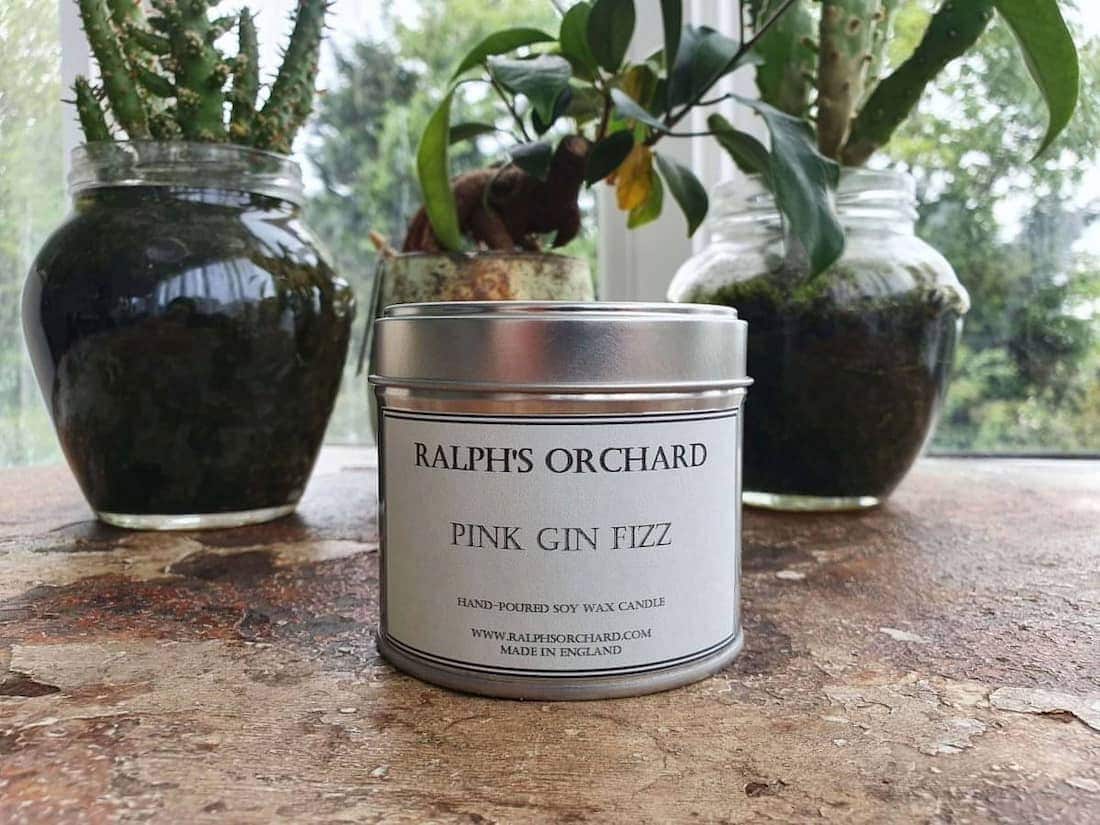 RALPH'S ORCHARD
PINK GIN FIZZ
HAND-POURED SOY WAX CANDLE
WWW.RALPHSORCHARD.COM
MADE IN ENGLAND